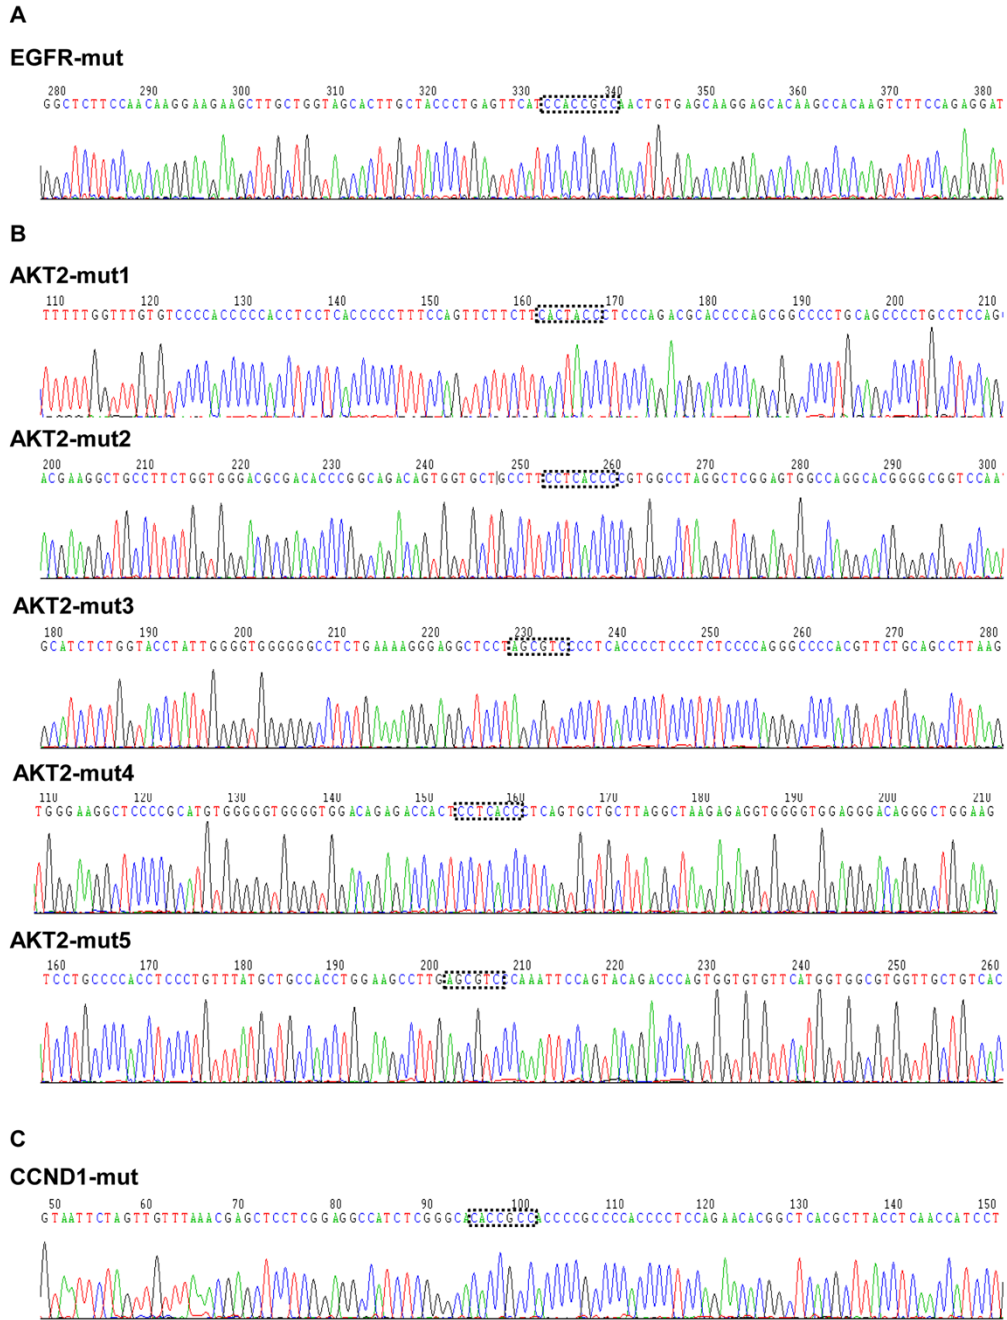 A
EGFR-mut
280 290 300 310 320 330 340 350 360 370 380
GGCTCTTCCAACAAGGAAGAAGCTTGCTGGTAGCACTTGCTACCCTGAGTTCATCCACCGCCAACTGTGAGCAAGGAGCACAAGCCACAAGTCTTCCAGAGGAT
B
AKT2-mut1
110 120 130 140 150 160 170 180 190 200 210
TTTTTGGTTTGTGTCCCCACCCCCACCTCCTCACCCCCTTTCCAGTTCTTCTTCACTACCCTCCCAGACGCACCCCAGCGGCCCCTGCAGCCCCTGCCTCCAG
AKT2-mut2
200 210 220 230 240 250 260 270 280 290 300
ACGAAGGCTGCCTTCTGGTGGGACGCGACACCCGGCAGACAGTGGTGCTGCCTTCCTCACCCCGTGGCCTAGGCTCGGAGTGGCCAGGCACGGGGCGGTCCAA
AKT2-mut3
180 190 200 210 220 230 240 250 260 270 280
GCATCTCTGGTACCTATTGGGGTGGGGGGCCTCTGAAAAGGGAGGCTCCTAGCGTCCCCTCACCCCTCCCTCTCCCCAGGGCCCCACGTTCTGCAGCCTTAAG
AKT2-mut4
110 120 130 140 150 160 170 180 190 200 210
TGGGAAGGCTCCCCGCATGTGGGGGTGGGGTGGACAGAGACCACTCCTCACCCTCAGTGCTGCTTAGGCTAAGAGAGGTGGGGTGGAGGGACAGGGCTGGAAG
AKT2-mut5
160 170 180 190 200 210 220 230 240 250 260
TCCTGCCCCACCTCCCTGTTTATGCTGCCACCTGGAAGCCTTGAGCGTCCCAAATTCCAGTACAGACCCAGTGGTGTGTTCATGGTGGCGTGGTTGCTGTCAC
C
CCND1-mut
50 60 70 80 90 100 110 120 130 140 150
GTAATTCTAGTTGTTTAAACGAGCTCCTCGGAGGCCATCTCGGGCACACCGCCACCCCGCCCCACCCCTCCAGAACACGGCTCACGCTTACCTCAACCATCCT